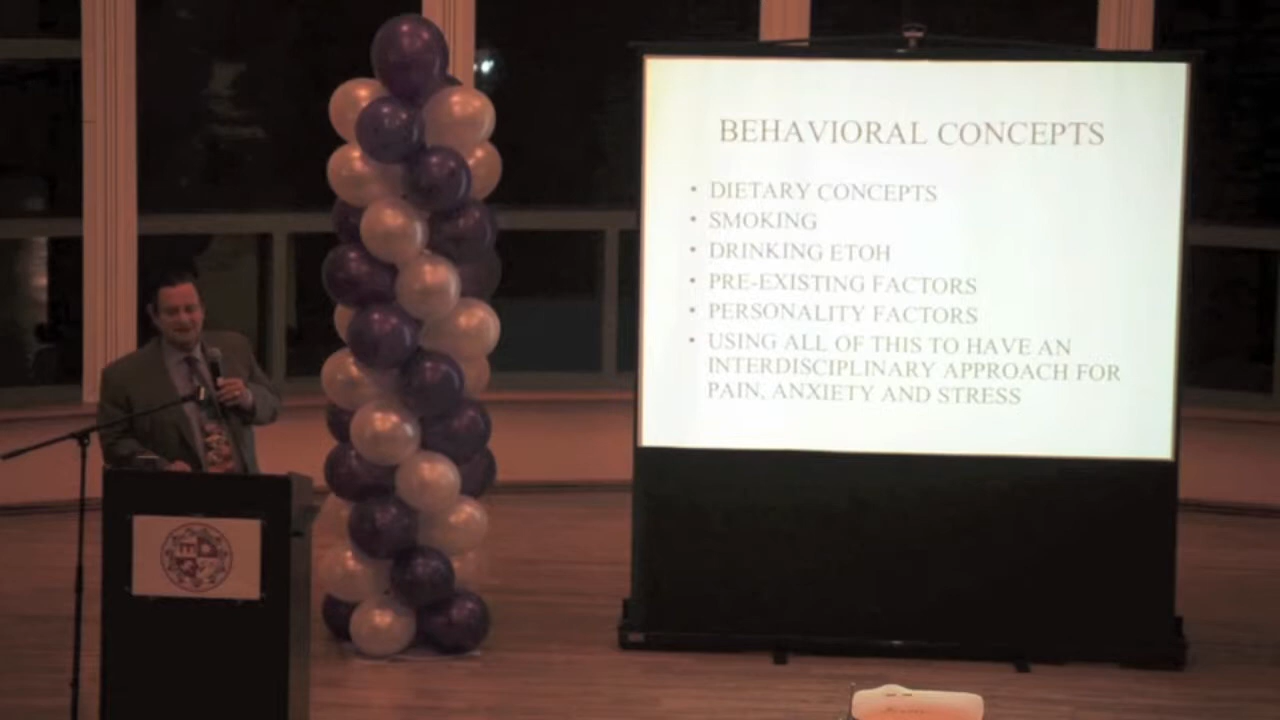 BEHAVIORAL CONCEPTS
• DIETARY CONCEPTS
• SMOKING
• DRINKING ETOH
• PRE-EXISTING FACTORS
• PERSONALITY FACTORS
• USING ALL OF THIS TO HAVE AN
INTERDISCIPLINARY APPROACH FOR
PAIN, ANXIETY AND STRESS